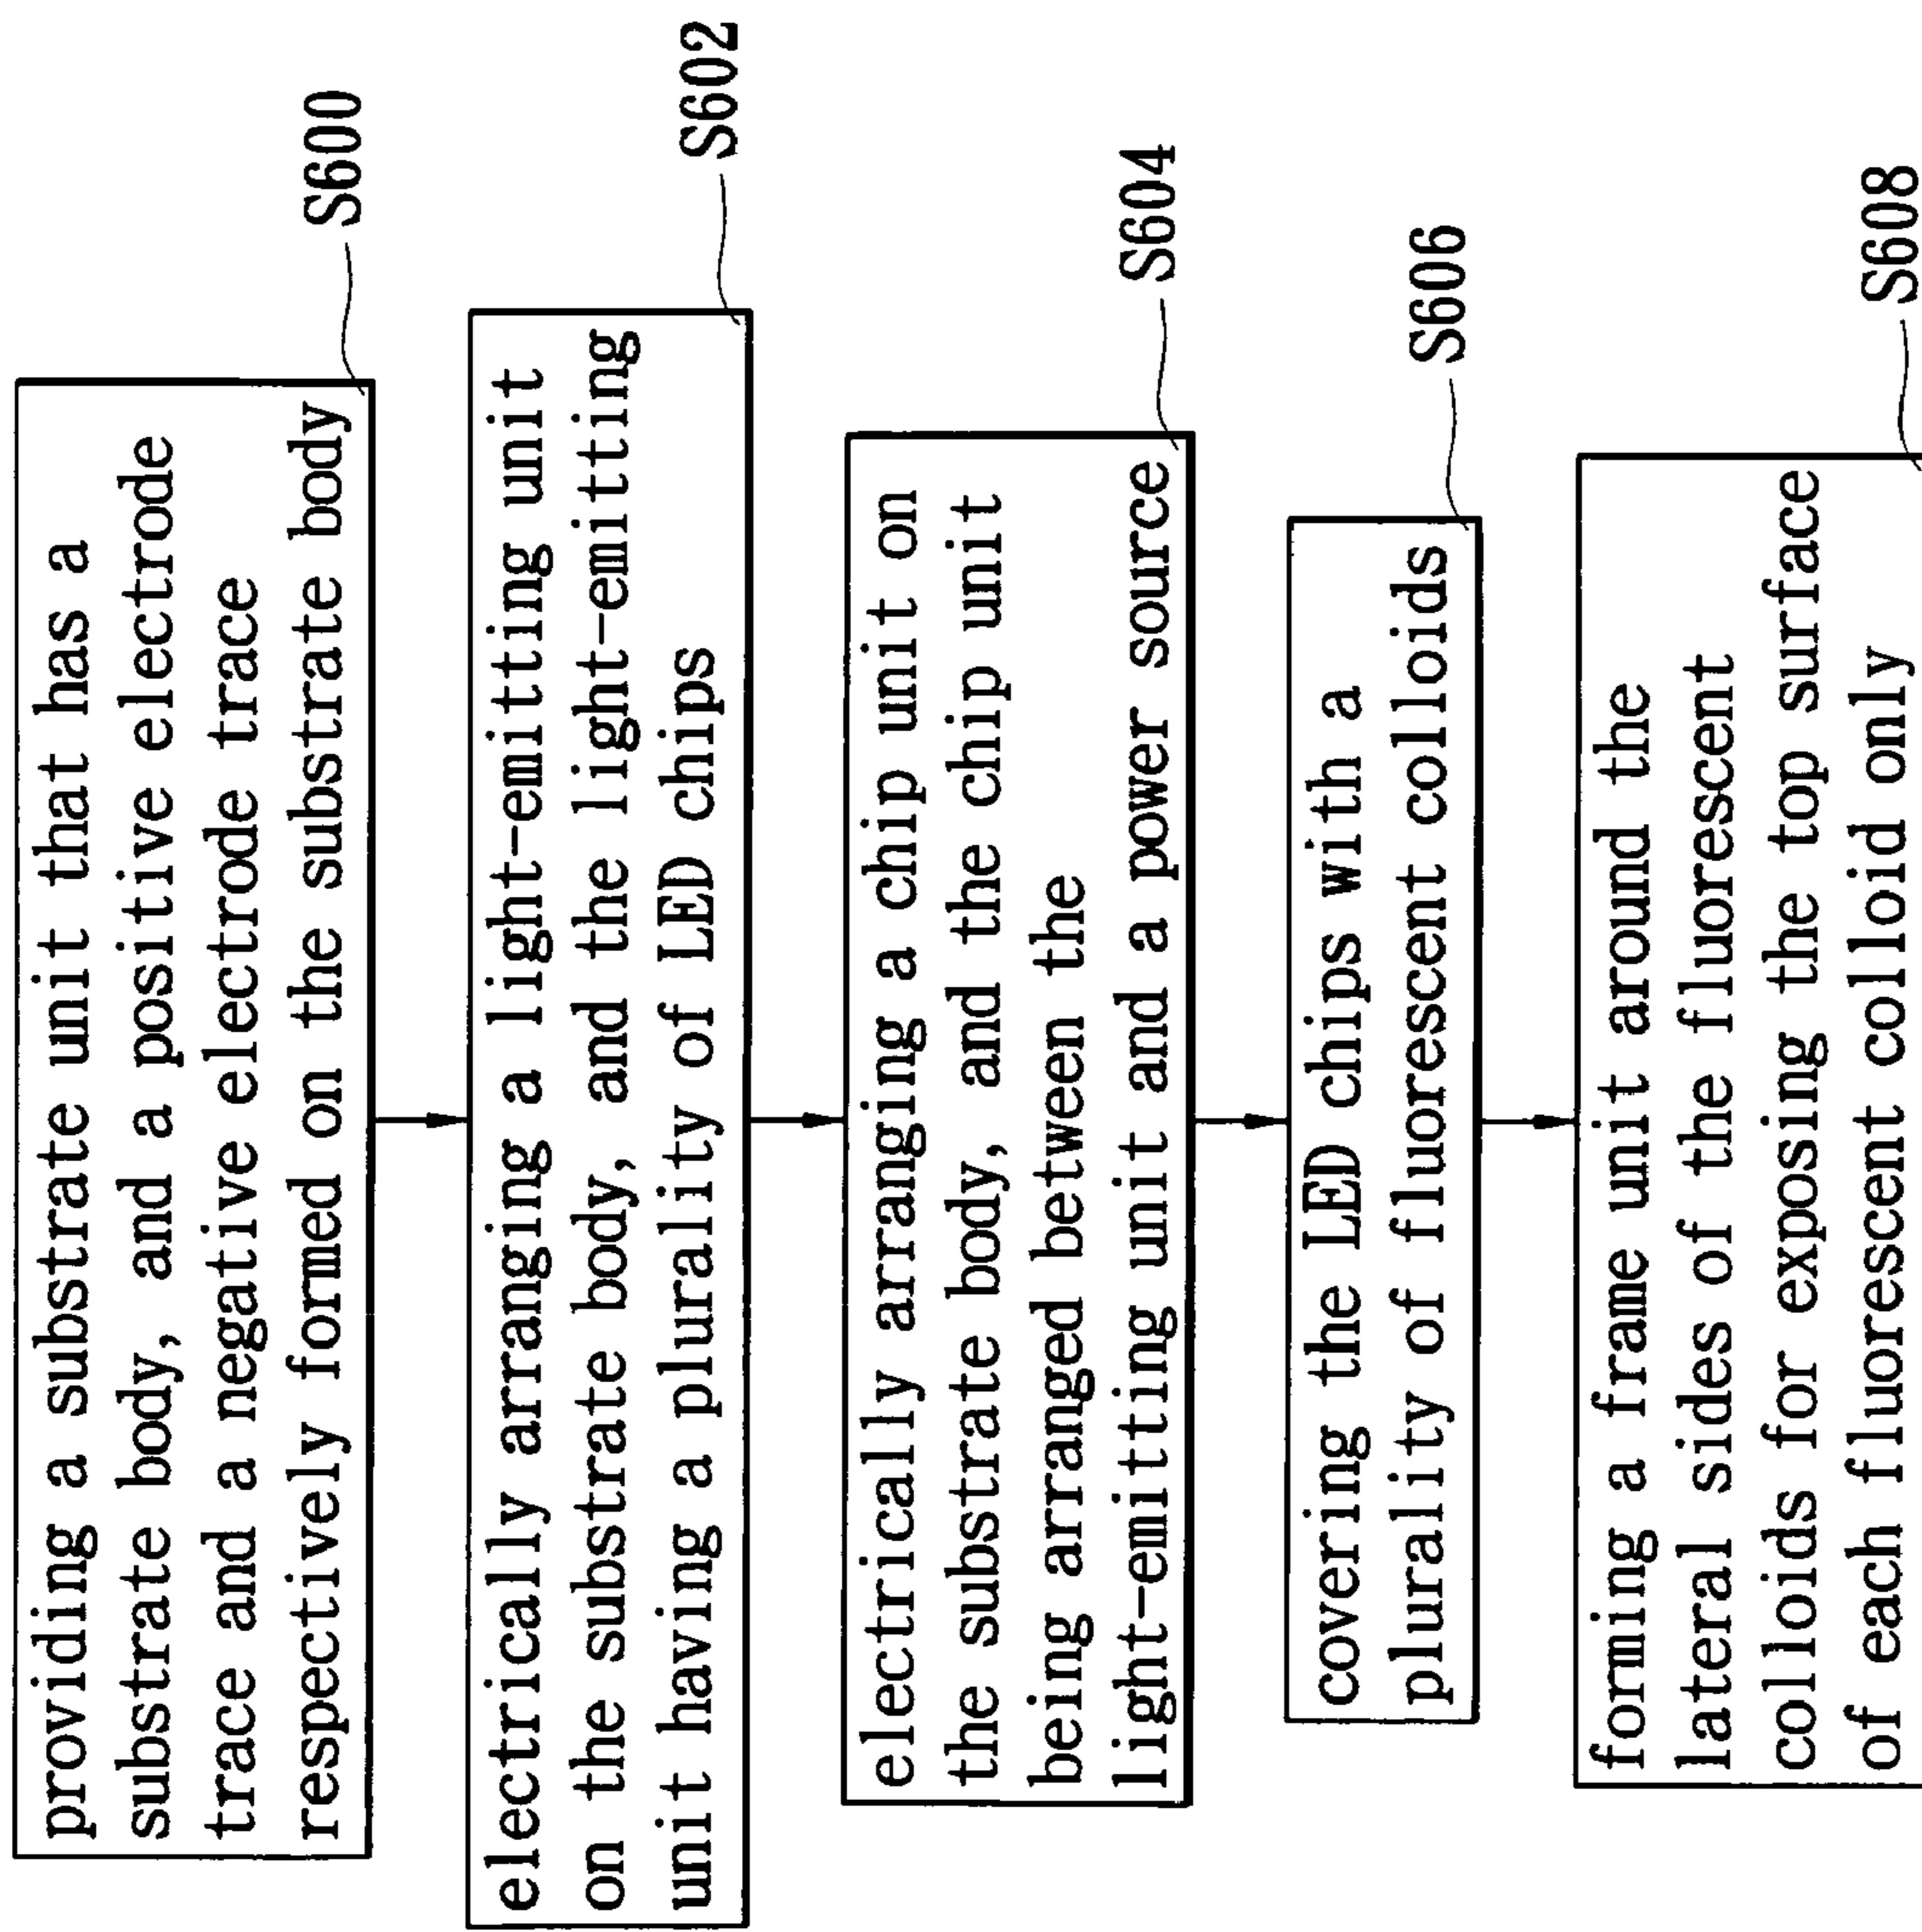 providing a substrate unit that has a
substrate body, and a positive electrode
trace and a negative electrode trace
respectively formed on the substrate body
S600
electrically arranging a light-emitting unit
on the substrate body, and the light-emitting
unit having a plurality of LED chips
S602
electrically arranging a chip unit on
the substrate body, and the chip unit
being arranged between the
light-emitting unit and a power source
S604
covering the LED chips with a
plurality of fluorescent colloids
S606
forming a frame unit around the
lateral sides of the fluorescent
colloids for exposing the top surface
of each fluorescent colloid only
S608